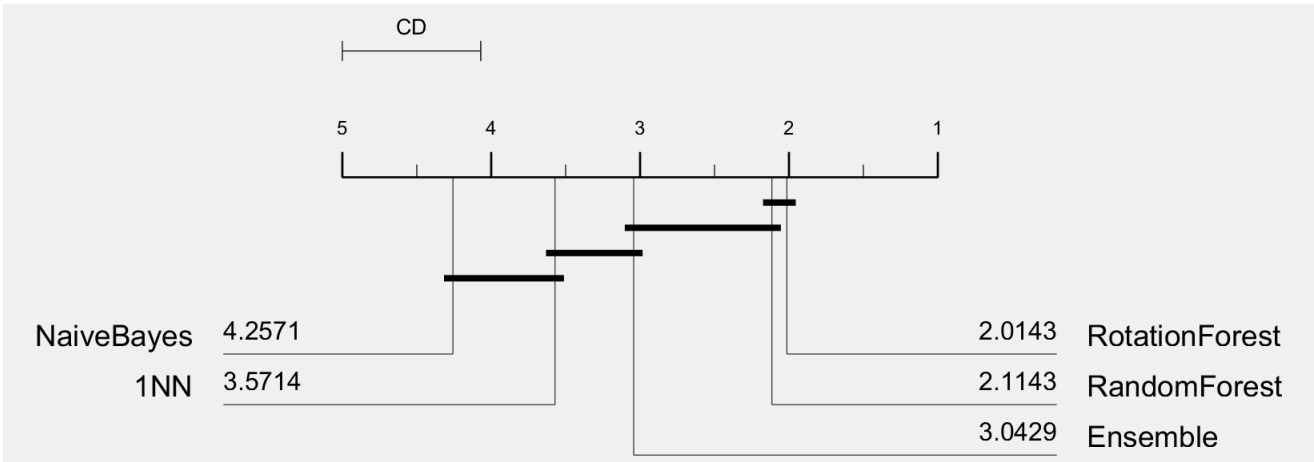 CD
5 4 3 2 1
NaiveBayes 4.2571 2.0143 RotationForest
1NN 3.5714 2.1143 RandomForest
3.0429 Ensemble